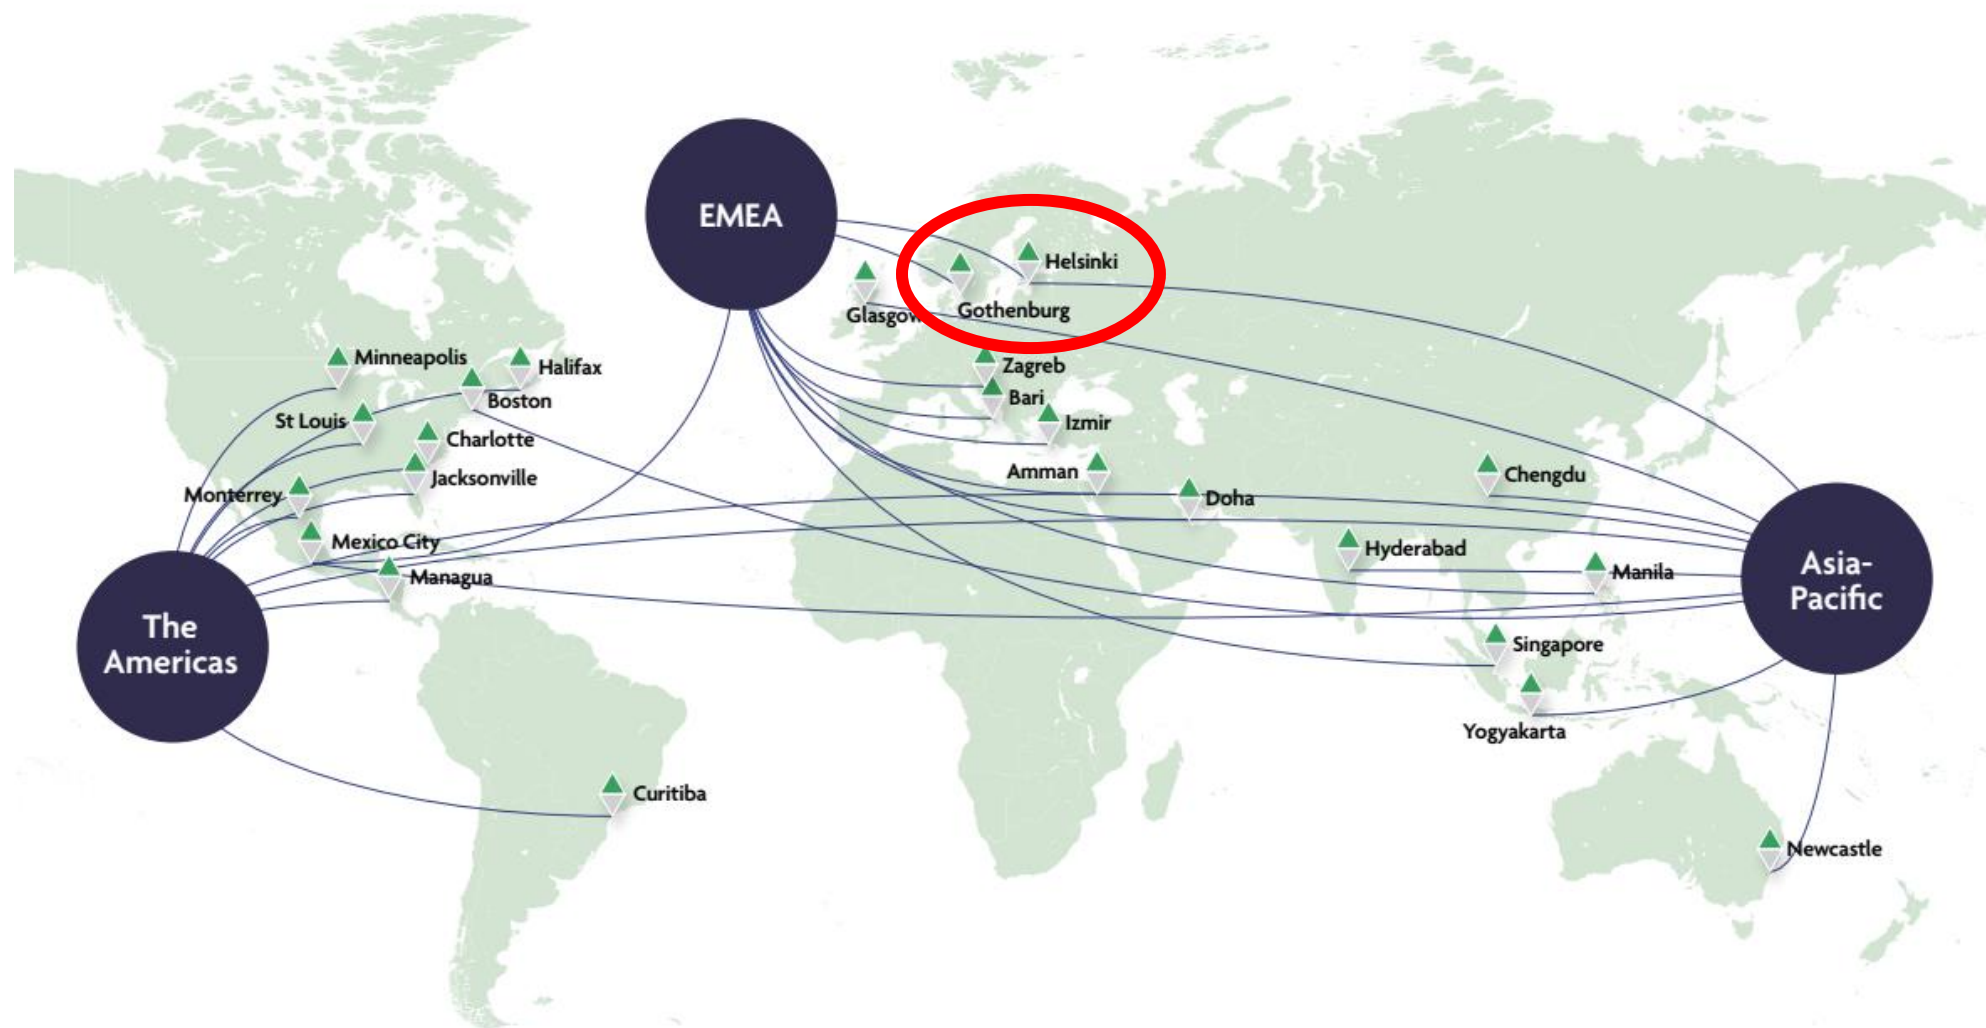 EMEA
Helsinki
Gothenburg
Glasgow
Minneapolis
Halifax
Zagreb
Boston
Bari
St Louis
Izmir
Charlotte
Amman
Chengdu
Jacksonville
Monterrey
Doha
Mexico City
Hyderabad
Managua
Manila
Asia-
Pacific
The
Americas
Singapore
Yogyakarta
Curitiba
Newcastle